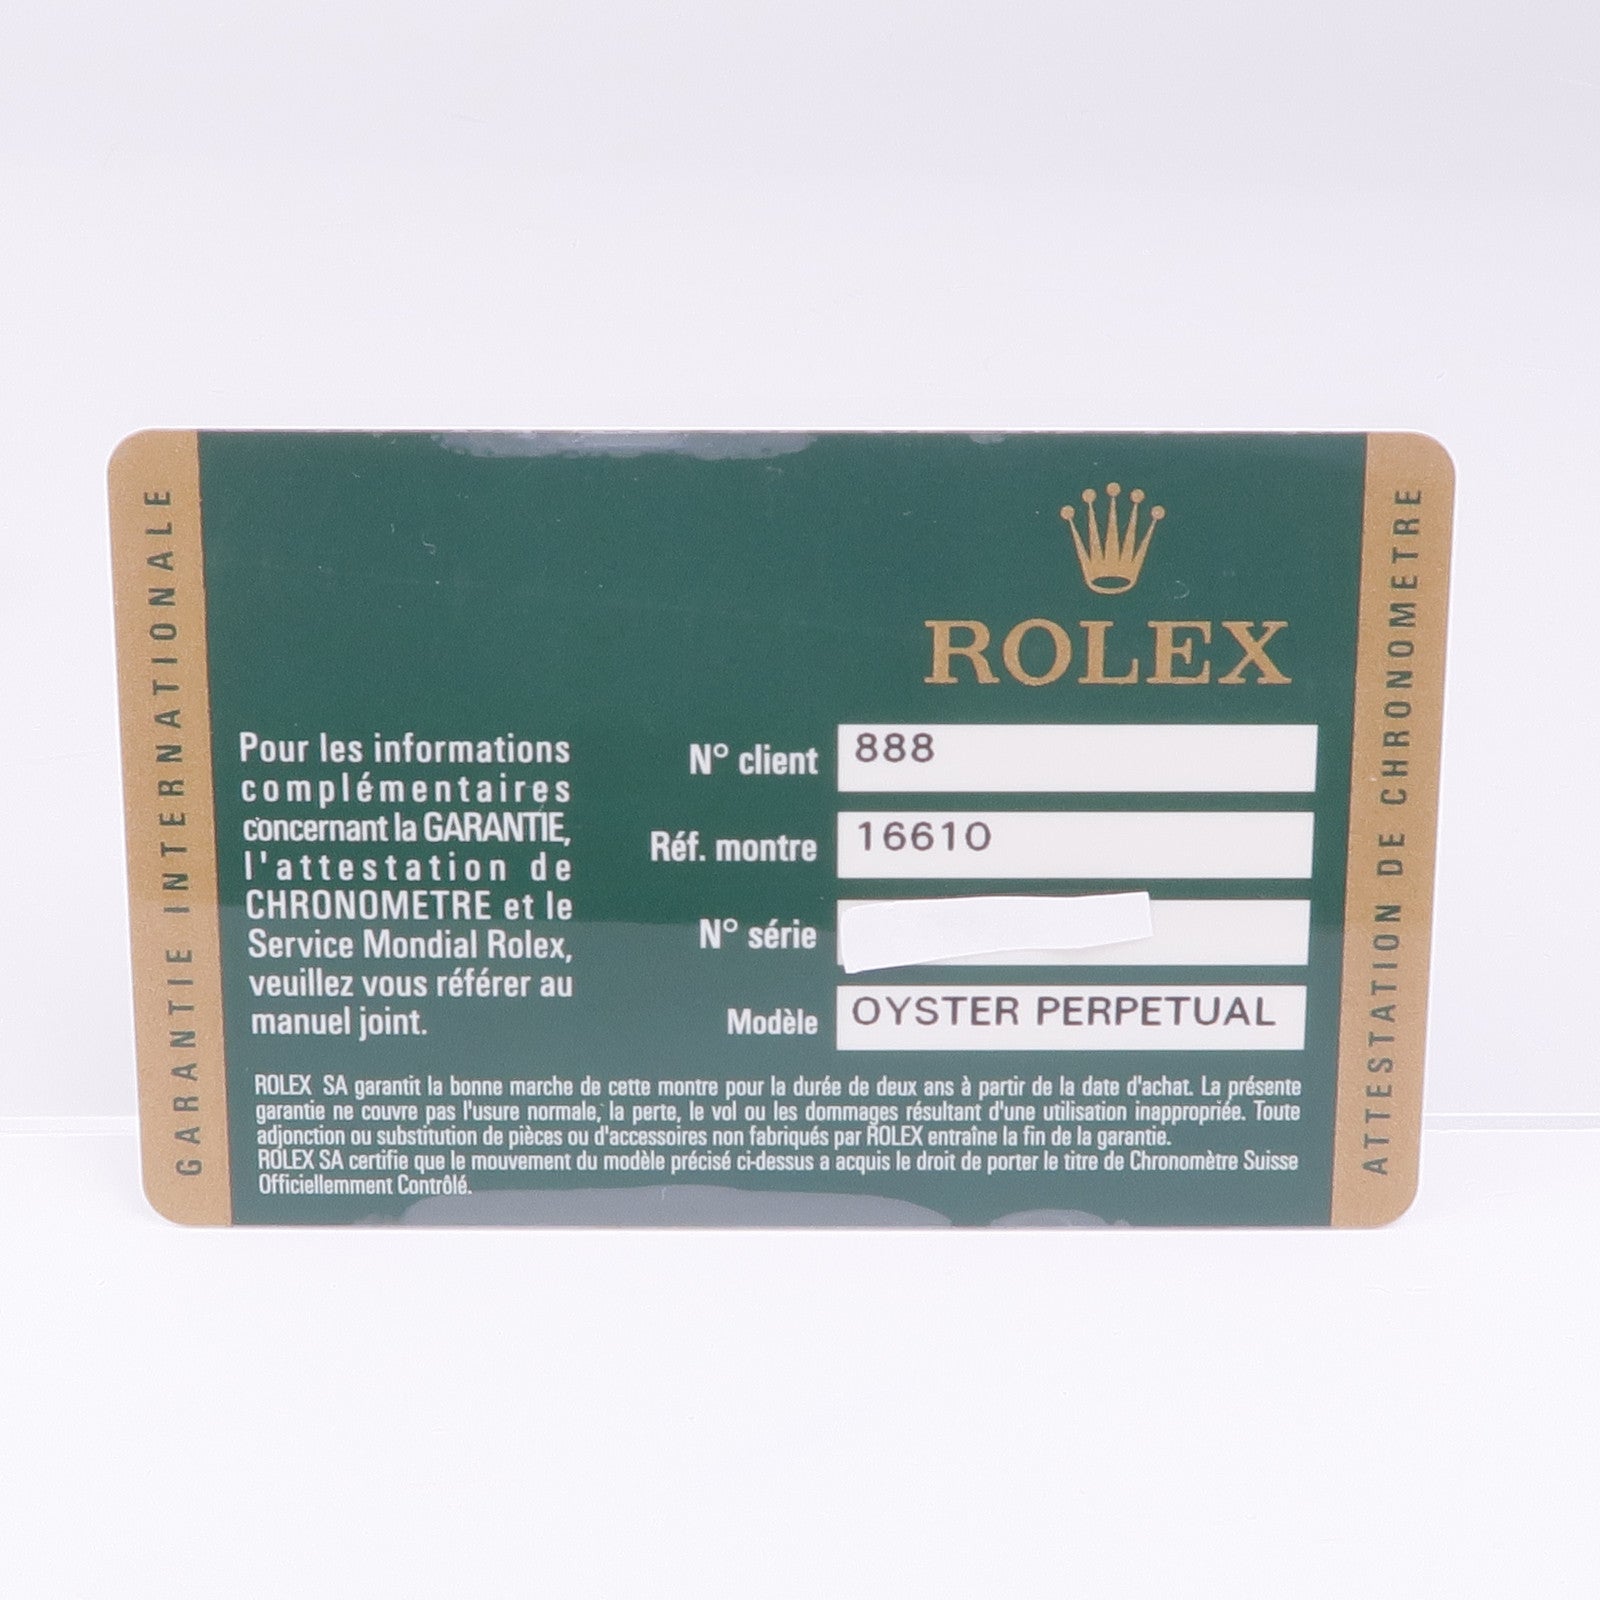 GARANTIE INTERNATIONALE
ROLEX
Pour les informations
complémentaires
concernant la GARANTIE,
l'attestation de
CHRONOMETRE et le
Service Mondial Rolex,
veuillez vous référer au
manuel joint.
N° client 888
Réf. montre 16610
N° série
Modèle OYSTER PERPETUAL
ROLEX SA garantit la bonne marche de cette montre pour la durée de deux ans à partir de la date d'achat. La présente
garantie ne couvre pas l'usure normale, la perte, le vol ou les dommages résultant d'une utilisation inappropriée. Toute
adjonction ou substitution de pièces ou d'accessoires non fabriqués par ROLEX entraîne la fin de la garantie.
ROLEX SA certifie que le mouvement du modèle précisé ci-dessus a acquis le droit de porter le titre de Chronomètre Suisse
Officiellemment Contrôlé.
ATTESTATION DE CHRONOMETRE